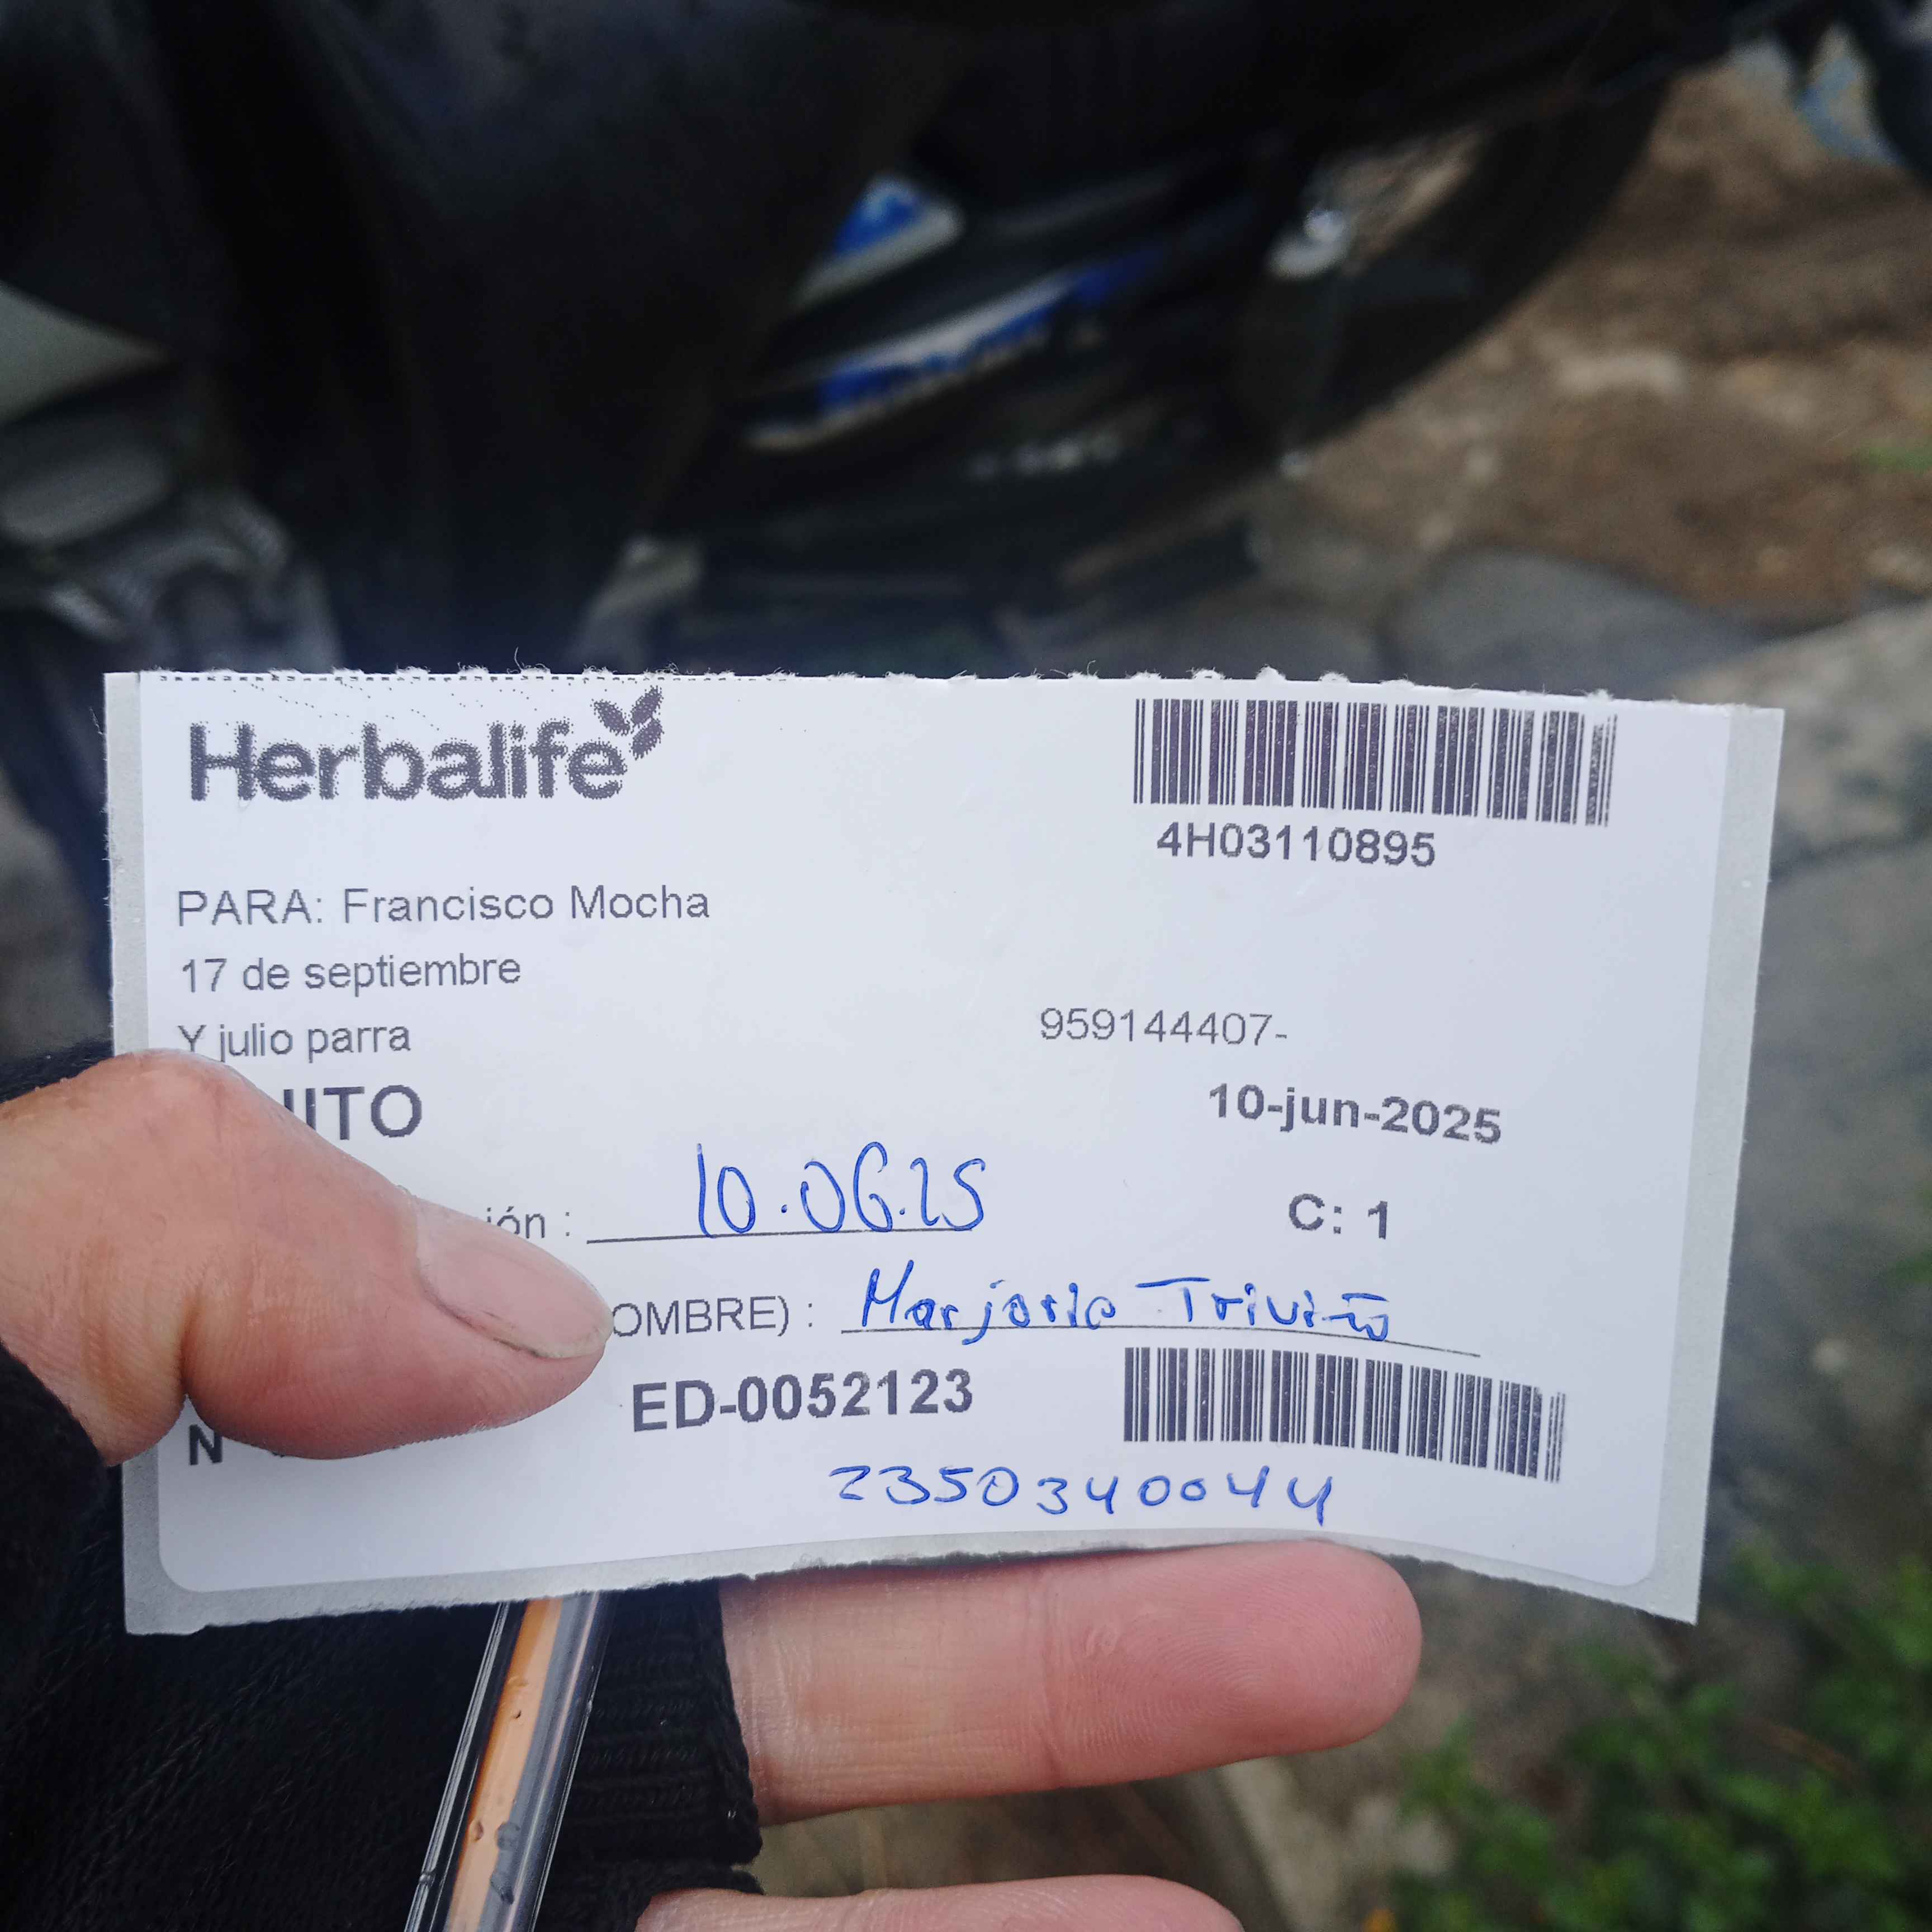 Herbalife
4H03110895
PARA: Francisco Mocha
17 de septiembre
Y julio parra
959144407-
10-jun-2025
ión : 10.06.25
C: 1
OMBRE) : Marjorie Triviño
ED-0052123
N
2350340044